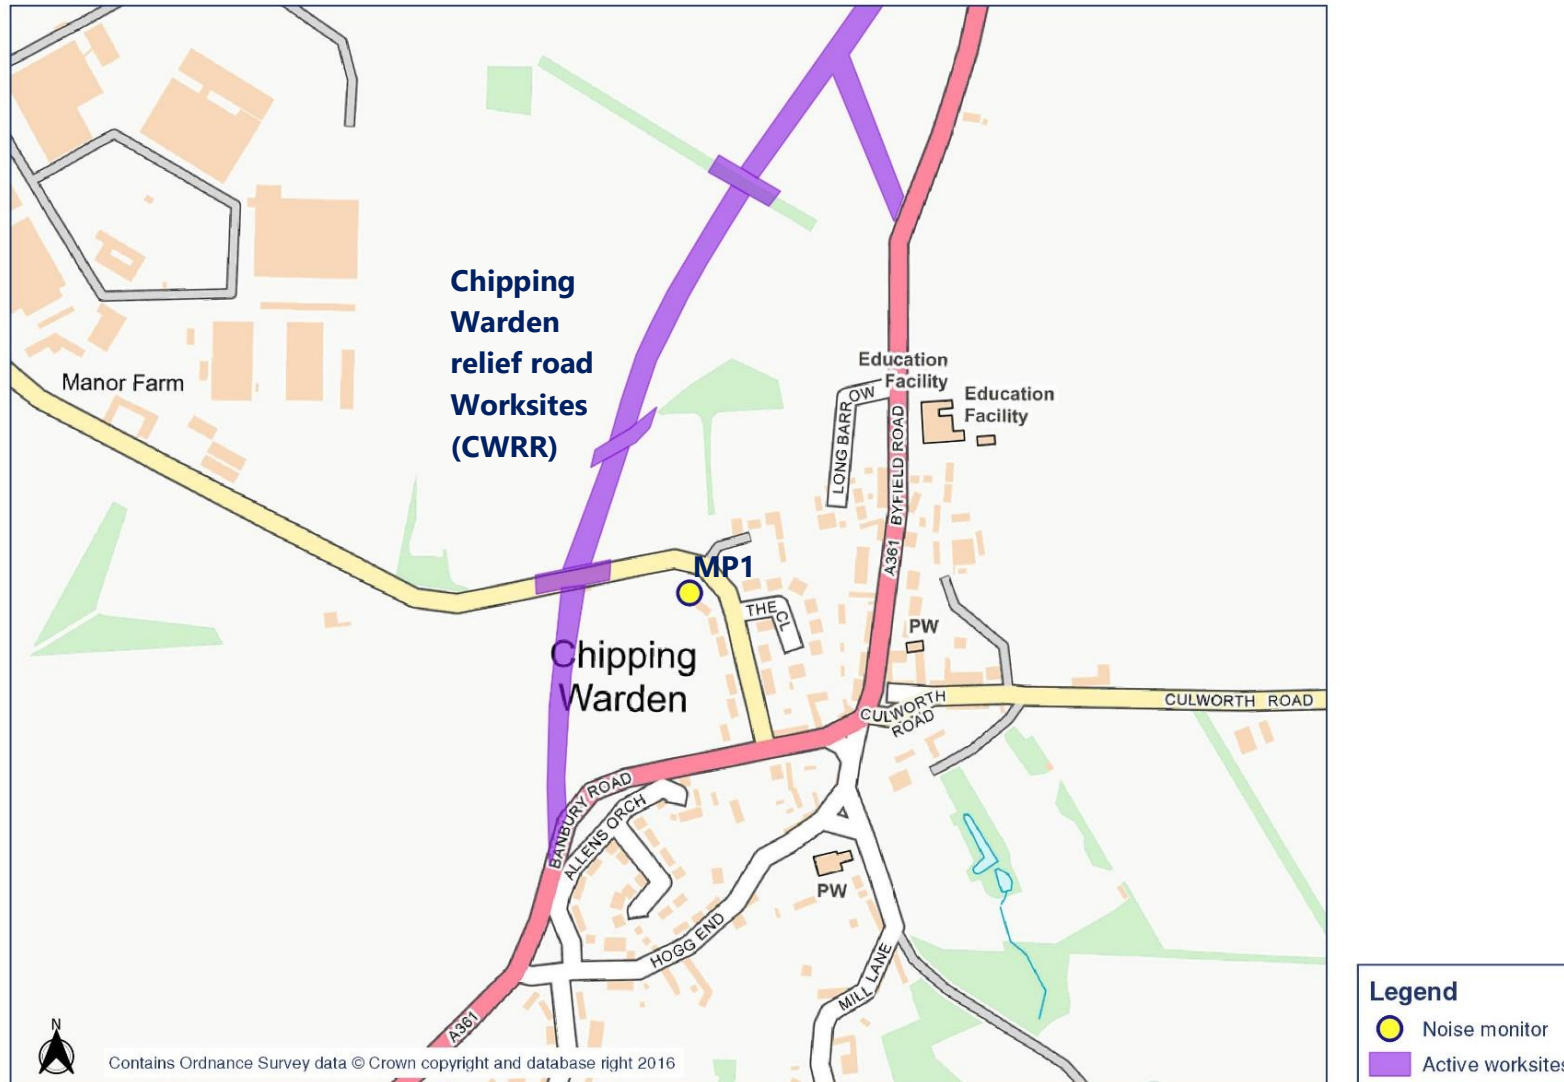 Chipping
Warden
relief road
Worksites
(CWRR)
Manor Farm
Education
Facility
Education
Facility
LONG BARROW
A361 BYFIELD ROAD
MP1
THE CL
PW
Chipping
Warden
CULWORTH
ROAD
CULWORTH ROAD
BANBURY ROAD
ALLENS ORCH
PW
HOGG END
MILL LANE
A361
N
Contains Ordnance Survey data © Crown copyright and database right 2016
Legend
Noise monitor
Active worksites